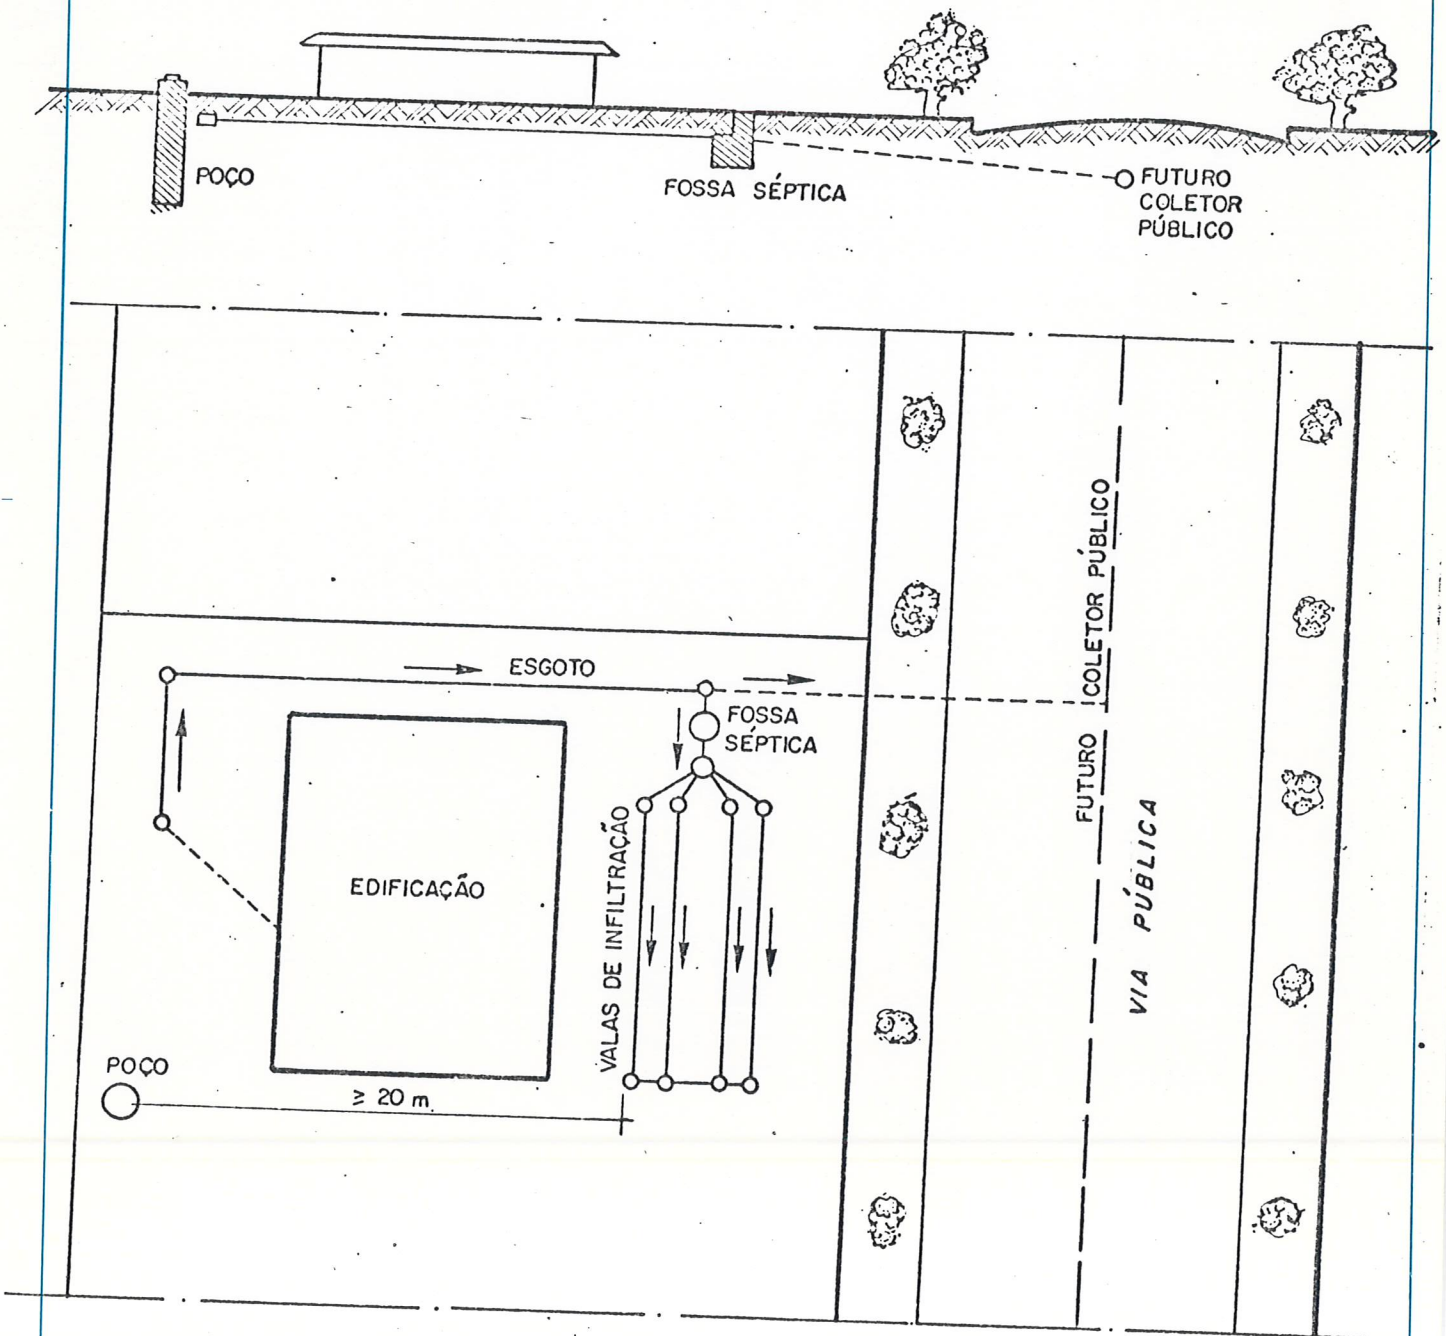 POÇO
FOSSA SÉPTICA
FUTURO
COLETOR
PÚBLICO
ESGOTO
FOSSA
SÉPTICA
FUTURO COLETOR PÚBLICO
VIA PÚBLICA
EDIFICAÇÃO
VALAS DE INFILTRAÇÃO
POÇO
≥ 20 m